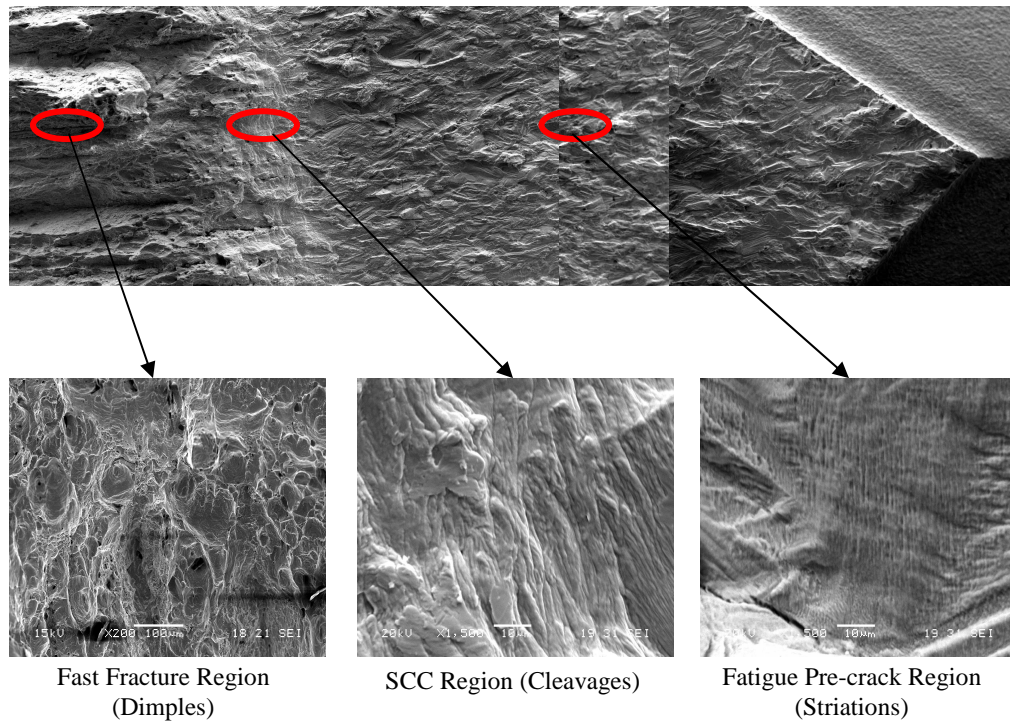 15kV X200 100µm 18 21 SEI
20kV X1,500 10µm 19 31 SEI
500 10µm 19 31 SEI
Fast Fracture Region
(Dimples)
SCC Region (Cleavages)
Fatigue Pre-crack Region
(Striations)